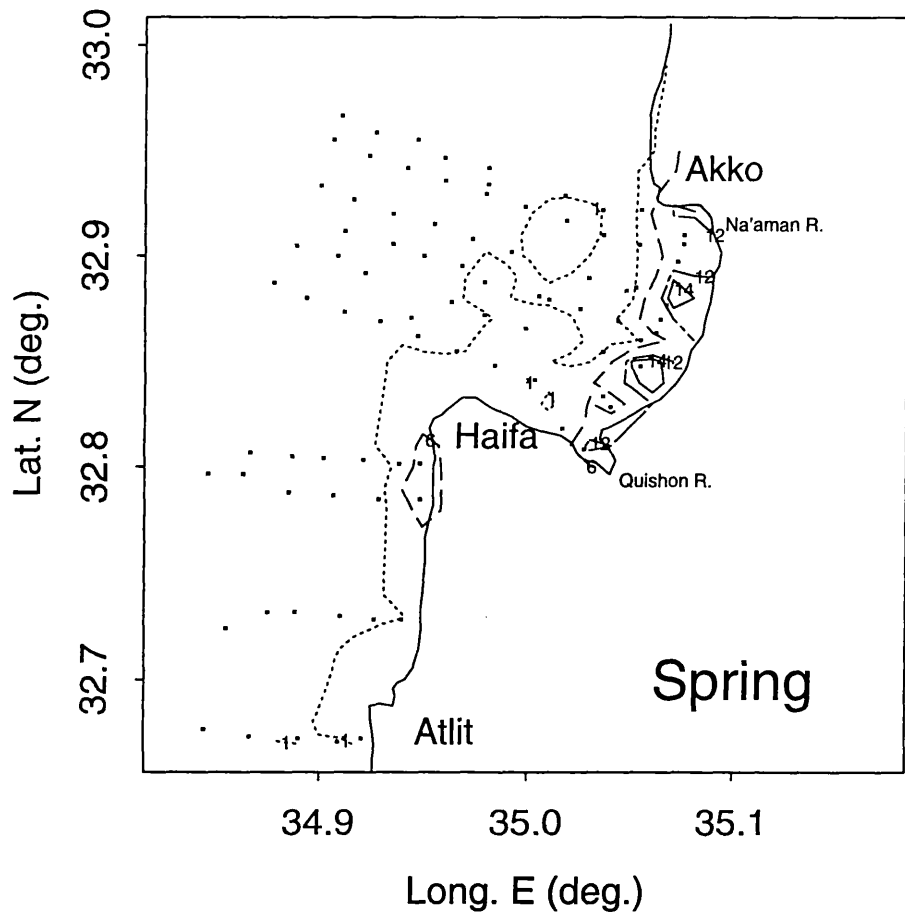 33.0
32.9
32.8
32.7
Lat. N (deg.)
Akko
Na'aman R.
1
12
12
14
14
12
1
1
6
Haifa
12
6
Quishon R.
Spring
Atlit
1
1
34.9
35.0
35.1
Long. E (deg.)